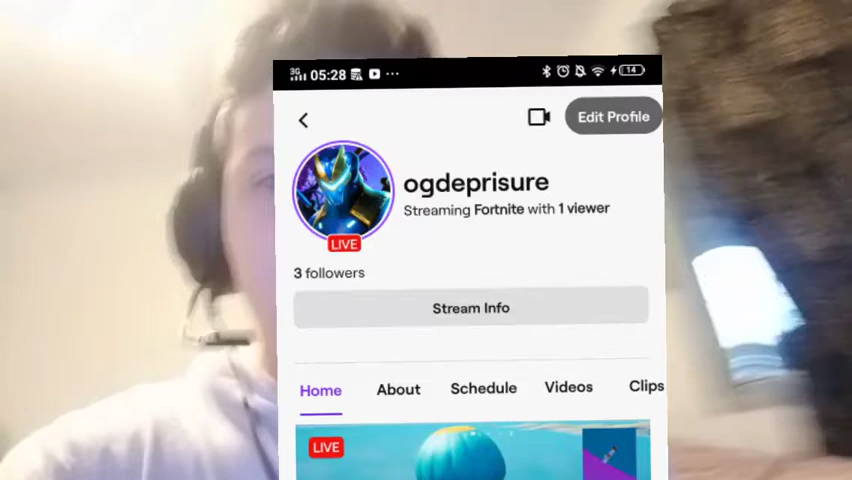 3G 05:28 14
Edit Profile
ogdeprisure
Streaming Fortnite with 1 viewer
LIVE
3 followers
Stream Info
Home About Schedule Videos Clips
LIVE